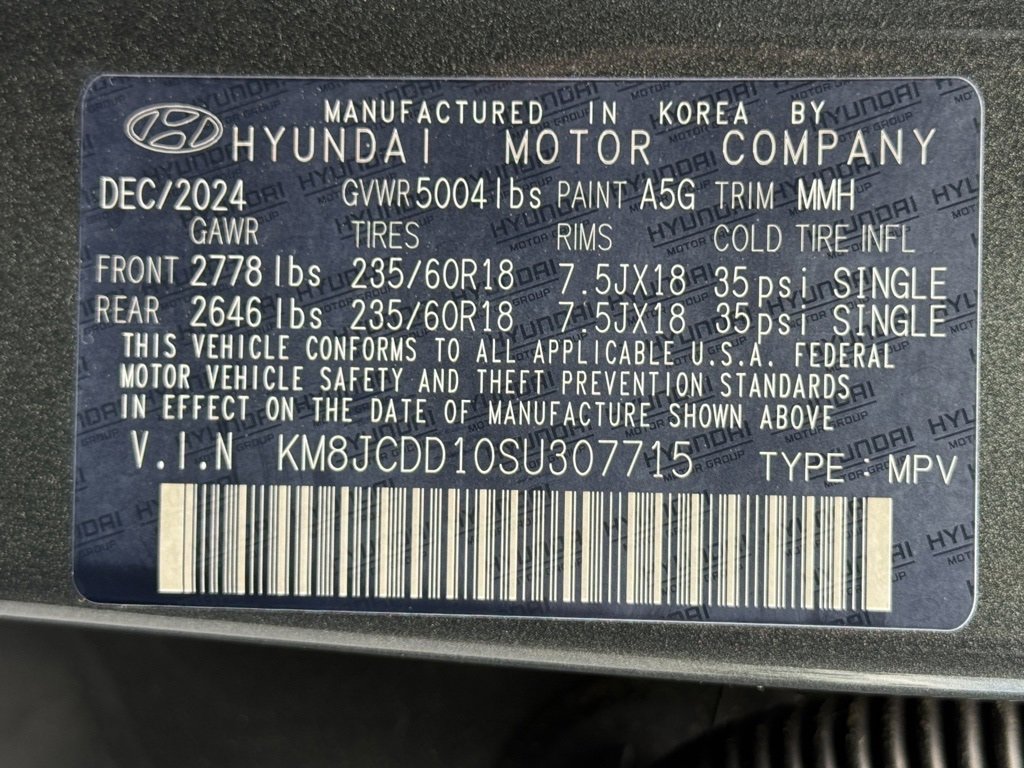 MANUFACTURED IN KOREA BY
HYUNDAI MOTOR COMPANY
DEC/2024 GVWR 5004 lbs PAINT A5G TRIM MMH
GAWR TIRES RIMS COLD TIRE INFL
FRONT 2778 lbs 235/60R18 7.5JX18 35 psi SINGLE
REAR 2646 lbs 235/60R18 7.5JX18 35 psi SINGLE
THIS VEHICLE CONFORMS TO ALL APPLICABLE U.S.A. FEDERAL
MOTOR VEHICLE SAFETY AND THEFT PREVENTION STANDARDS
IN EFFECT ON THE DATE OF MANUFACTURE SHOWN ABOVE
V.I.N KM8JCDD10SU307715 TYPE : MPV